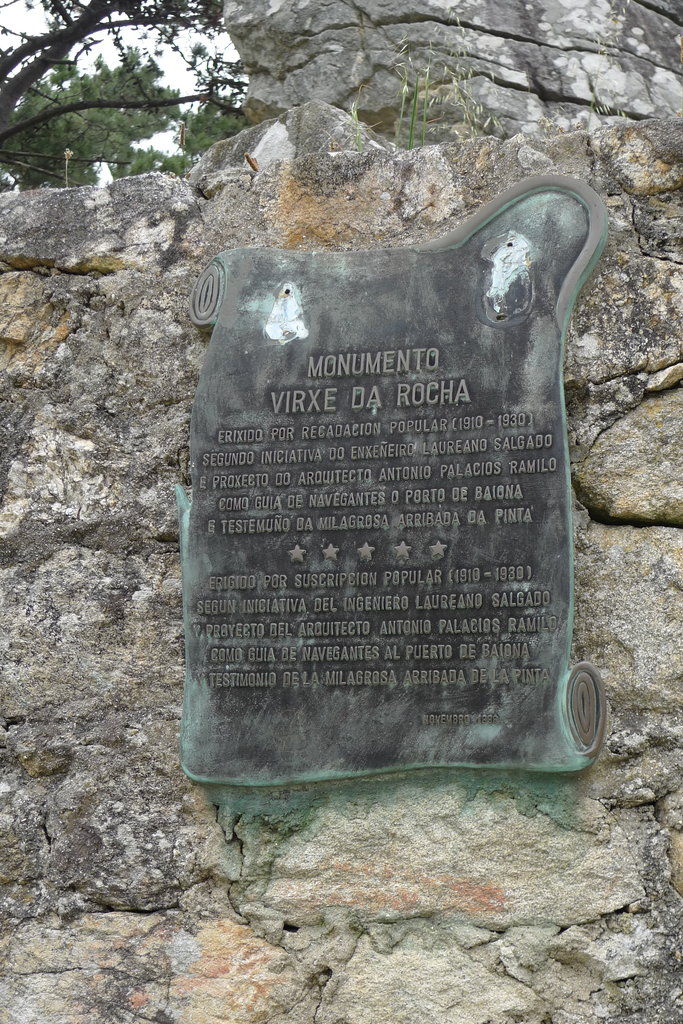 MONUMENTO
VIRXE DA ROCHA
ERIXIDO POR RECADACION POPULAR (1910-1930)
SEGUNDO INICIATIVA DO ENXEÑEIRO LAUREANO SALGADO
E PROXECTO DO ARQUITECTO ANTONIO PALACIOS RAMILO
COMO GUIA DE NAVEGANTES O PORTO DE BAIONA
E TESTEMUÑO DA MILAGROSA ARRIBADA DA PINTA
ERIGIDO POR SUSCRIPCION POPULAR (1910-1930)
SEGUN INICIATIVA DEL INGENIERO LAUREANO SALGADO
Y PROYECTO DEL ARQUITECTO ANTONIO PALACIOS RAMILO
COMO GUIA DE NAVEGANTES AL PUERTO DE BAIONA
Y TESTIMONIO DE LA MILAGROSA ARRIBADA DE LA PINTA
NOVEMBRO